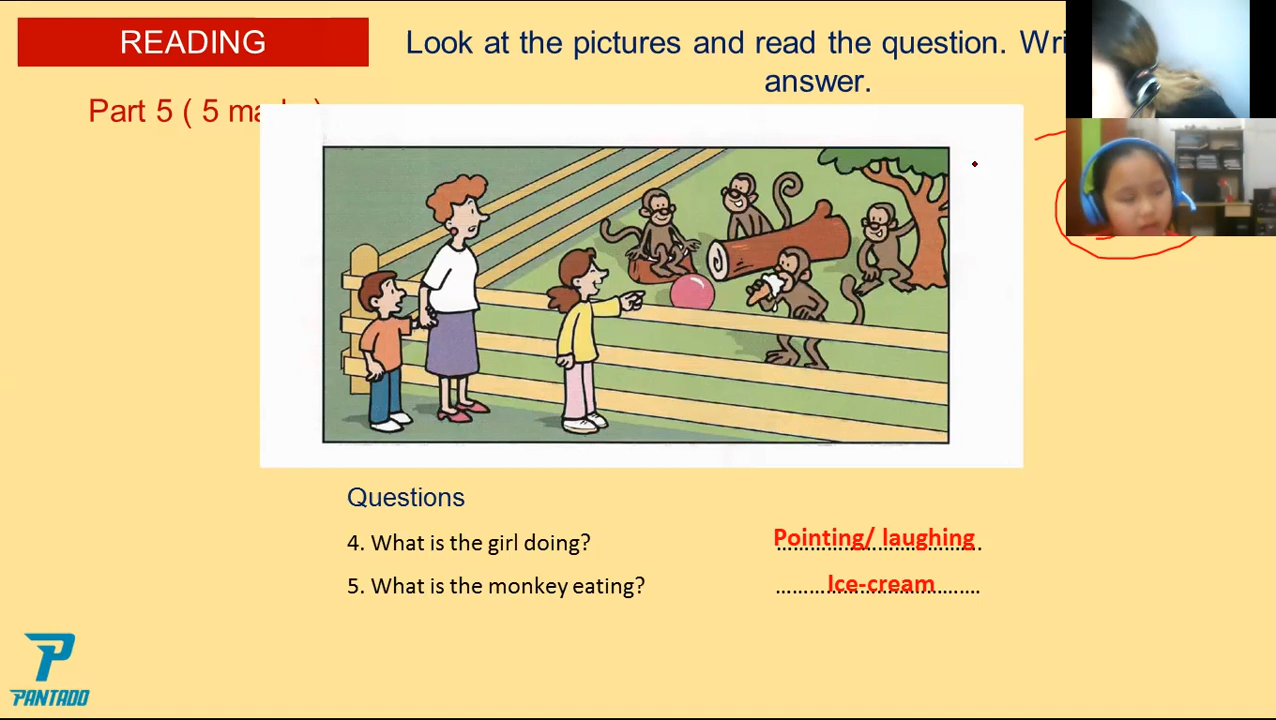 READING
Look at the pictures and read the question. Wri
answer.
Part 5 ( 5
Questions
4. What is the girl doing?
Pointing/ laughing
5. What is the monkey eating?
Ice-cream
PANTADO